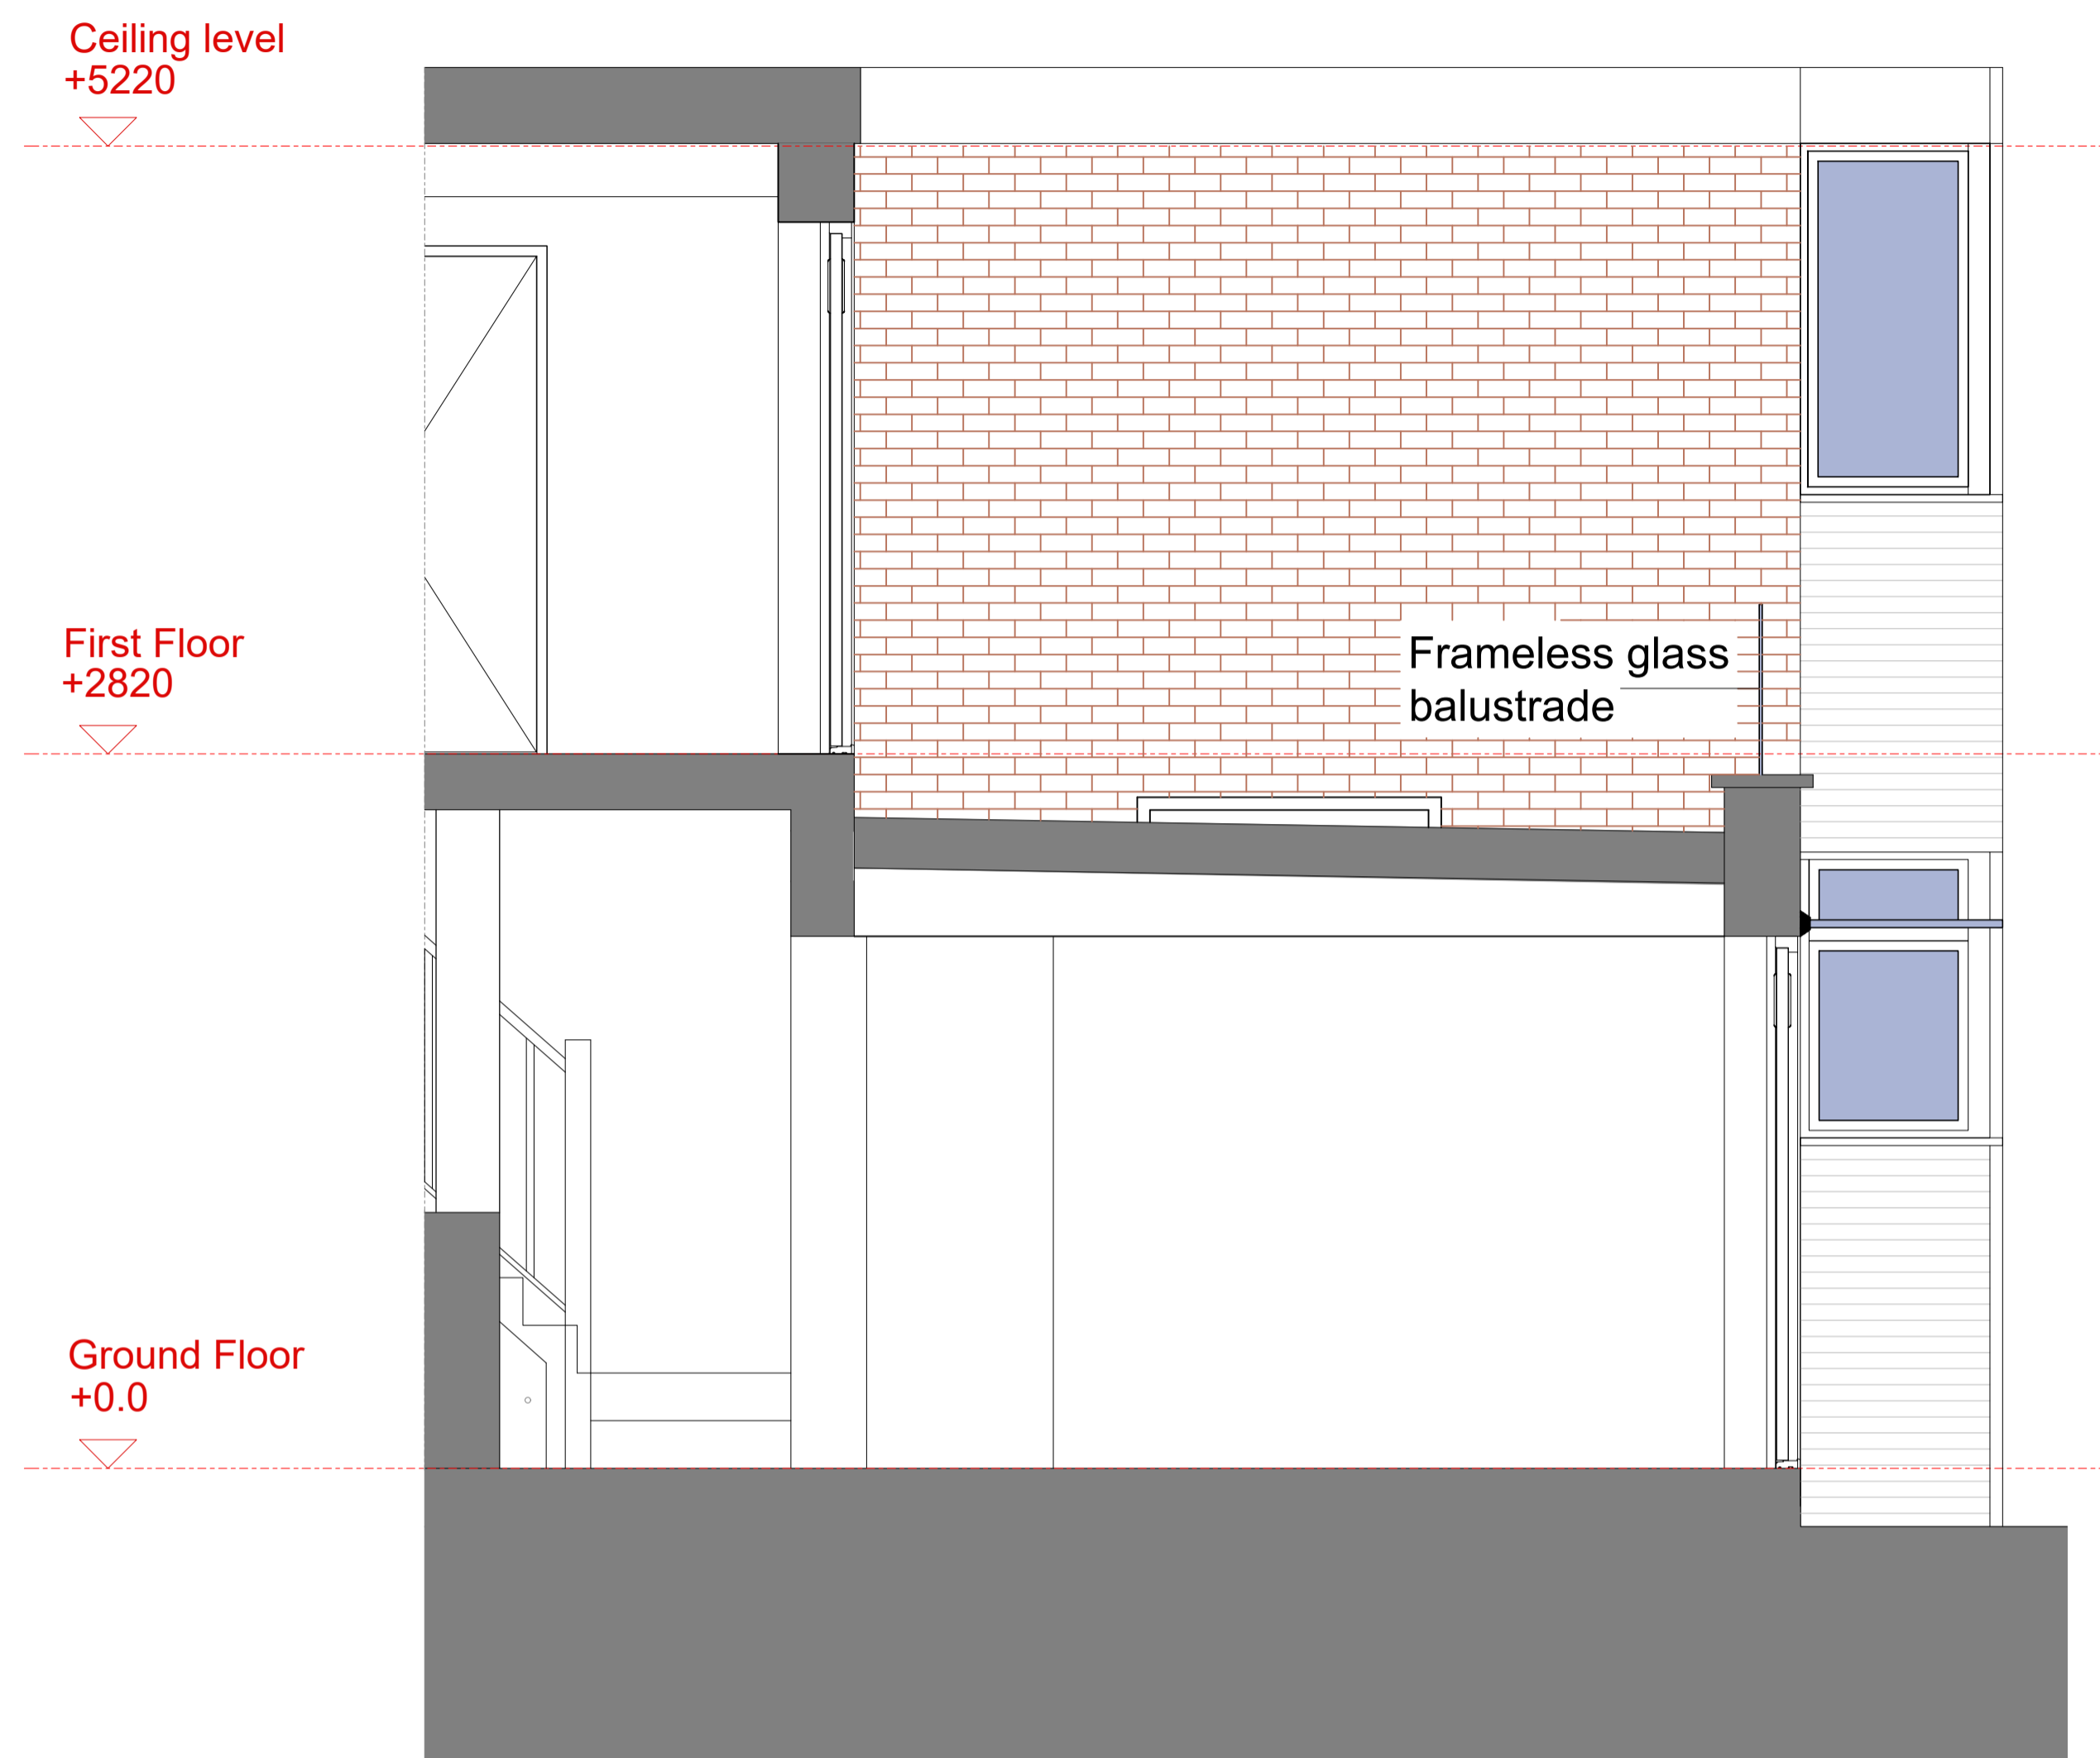 Ceiling level
+5220
First Floor
+2820
Frameless glass
balustrade
Ground Floor
+0.0